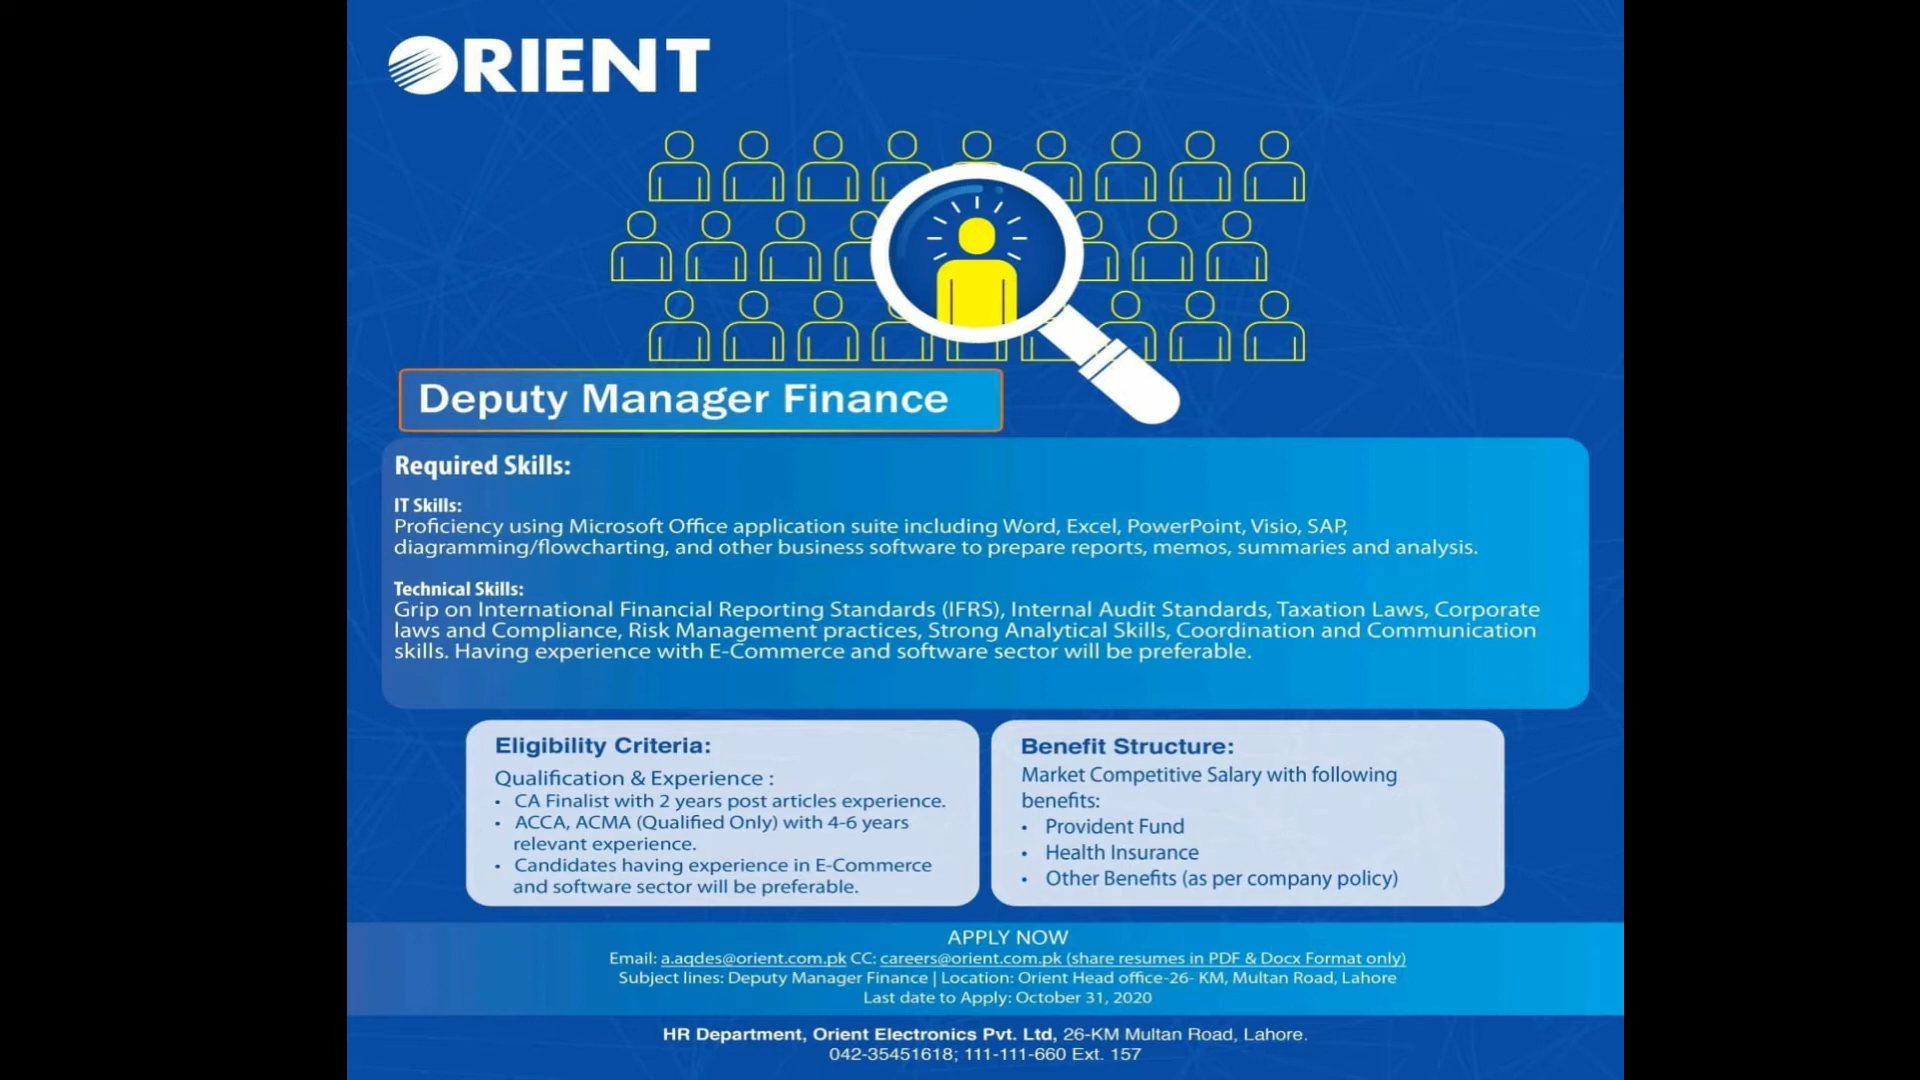 ORIENT
Deputy Manager Finance
Required Skills:
IT Skills:
Proficiency using Microsoft Office application suite including Word, Excel, PowerPoint, Visio, SAP,
diagramming/flowcharting, and other business software to prepare reports, memos, summaries and analysis.
Technical Skills:
Grip on International Financial Reporting Standards (IFRS), Internal Audit Standards, Taxation Laws, Corporate
laws and Compliance, Risk Management practices, Strong Analytical Skills, Coordination and Communication
skills. Having experience with E-Commerce and software sector will be preferable.
Eligibility Criteria:
Qualification & Experience :
• CA Finalist with 2 years post articles experience.
• ACCA, ACMA (Qualified Only) with 4-6 years
relevant experience.
• Candidates having experience in E-Commerce
and software sector will be preferable.
Benefit Structure:
Market Competitive Salary with following
benefits:
• Provident Fund
• Health Insurance
• Other Benefits (as per company policy)
APPLY NOW
Email: a.aqdes@orient.com.pk CC: careers@orient.com.pk (share resumes in PDF & Docx Format only)
Subject lines: Deputy Manager Finance | Location: Orient Head office-26- KM, Multan Road, Lahore
Last date to Apply: October 31, 2020
HR Department, Orient Electronics Pvt. Ltd, 26-KM Multan Road, Lahore.
042-35451618; 111-111-660 Ext. 157